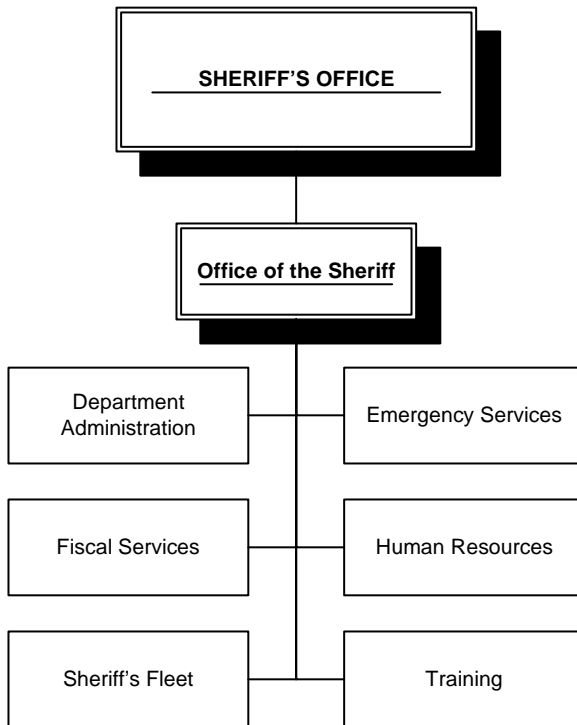 SHERIFF’S OFFICE
Office of the Sheriff
Department
Administration
Emergency Services
Fiscal Services
Human Resources
Sheriff’s Fleet
Training